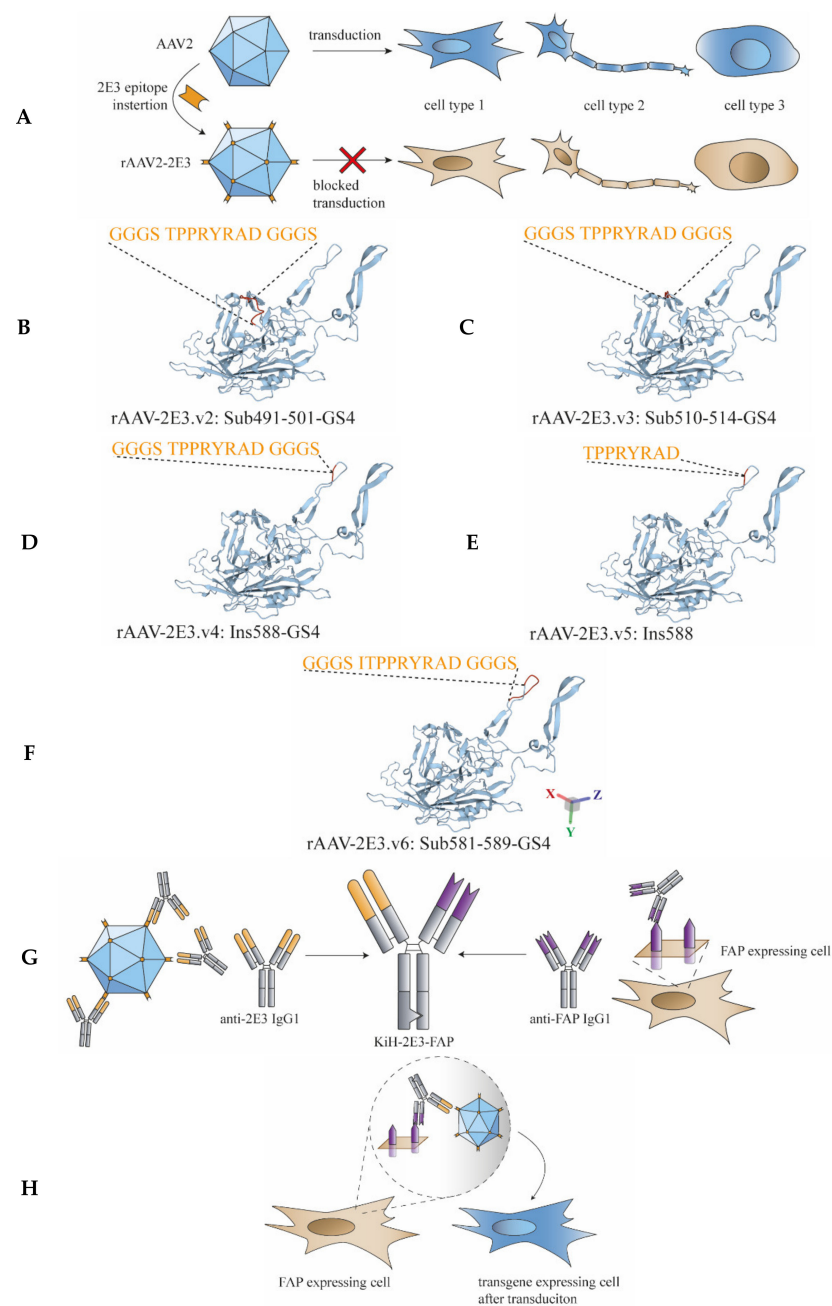 AAV2
transduction
2E3 epitope
instertion
cell type 1
cell type 2
cell type 3
A
rAAV2-2E3
blocked
transduction
GGGS TPPRYRAD GGGS
GGGS TPPRYRAD GGGS
B
C
rAAV-2E3.v2: Sub491-501-GS4
rAAV-2E3.v3: Sub510-514-GS4
GGGS TPPRYRAD GGGS
TPPRYRAD
D
E
rAAV-2E3.v4: Ins588-GS4
rAAV-2E3.v5: Ins588
GGGS ITPPRYRAD GGGS
F
X
Z
Y
rAAV-2E3.v6: Sub581-589-GS4
G
FAP expressing cell
anti-2E3 IgG1
KiH-2E3-FAP
anti-FAP IgG1
H
FAP expressing cell
transgene expressing cell
after transduciton